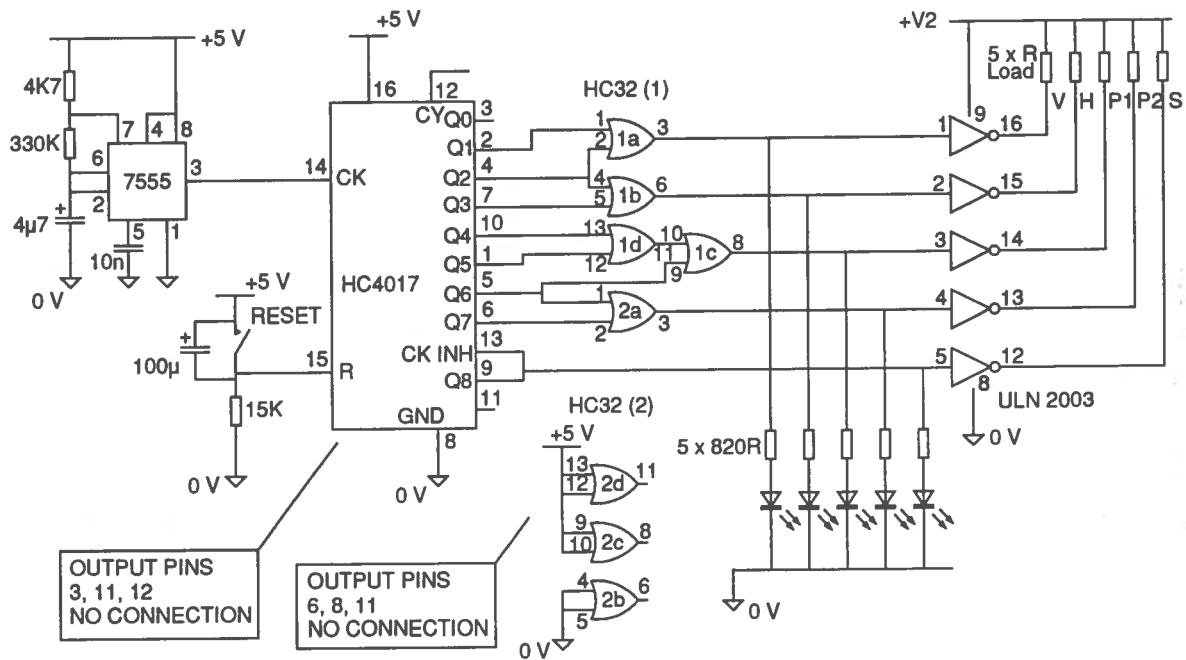 +5 V
4K7
330K
7
4
8
6
2
7555
3
5
1
+
4µ7
10n
0 V
+5 V
RESET
+
100µ
15K
0 V
+5 V
16
12
CY
14
CK
HC4017
15
R
GND
8
0 V
Q0
3
Q1
2
Q2
4
Q3
7
Q4
10
Q5
1
Q6
5
Q7
6
CK INH
13
Q8
9
11
HC32 (1)
1
2
1a
3
4
5
1b
6
13
12
1d
10
11
9
1c
8
1
2
2a
3
HC32 (2)
+5 V
13
12
2d
11
9
10
2c
8
4
5
2b
6
0 V
+V2
5 x R
Load
V
H
P1
P2
S
9
1
16
2
15
3
14
4
13
5
12
8
ULN 2003
0 V
5 x 820R
0 V
OUTPUT PINS
3, 11, 12
NO CONNECTION
OUTPUT PINS
6, 8, 11
NO CONNECTION